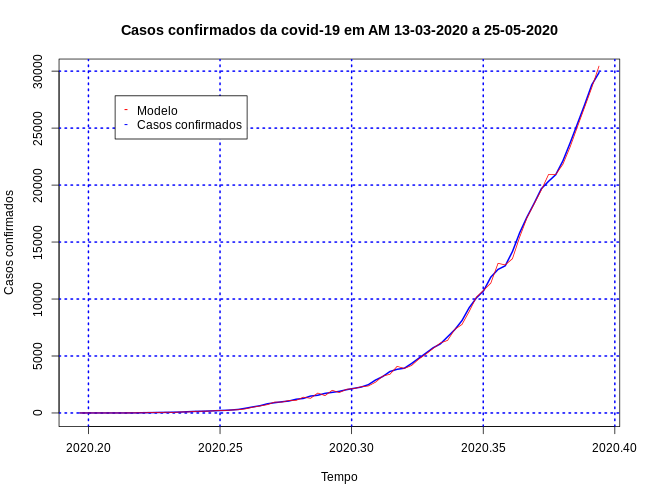 Casos confirmados da covid-19 em AM 13-03-2020 a 25-05-2020
30000
25000
20000
15000
10000
5000
0
Casos confirmados
Modelo
Casos confirmados
2020.20 2020.25 2020.30 2020.35 2020.40
Tempo